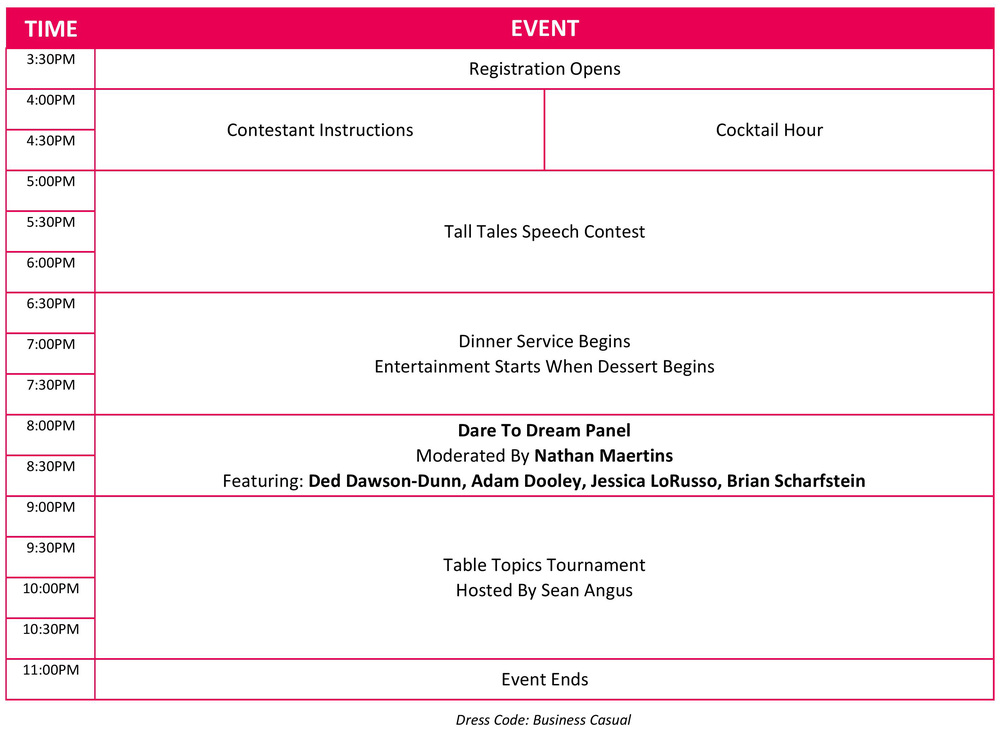 TIME EVENT
3:30PM Registration Opens
4:00PM
Contestant Instructions Cocktail Hour
4:30PM
5:00PM
5:30PM Tall Tales Speech Contest
6:00PM
6:30PM
7:00PM Dinner Service Begins
Entertainment Starts When Dessert Begins
7:30PM
8:00PM Dare To Dream Panel
Moderated By Nathan Maertins
8:30PM
Featuring: Ded Dawson-Dunn, Adam Dooley, Jessica LoRusso, Brian Scharfstein
9:00PM
9:30PM
Table Topics Tournament
10:00PM Hosted By Sean Angus
10:30PM
11:00PM Event Ends
Dress Code: Business Casual